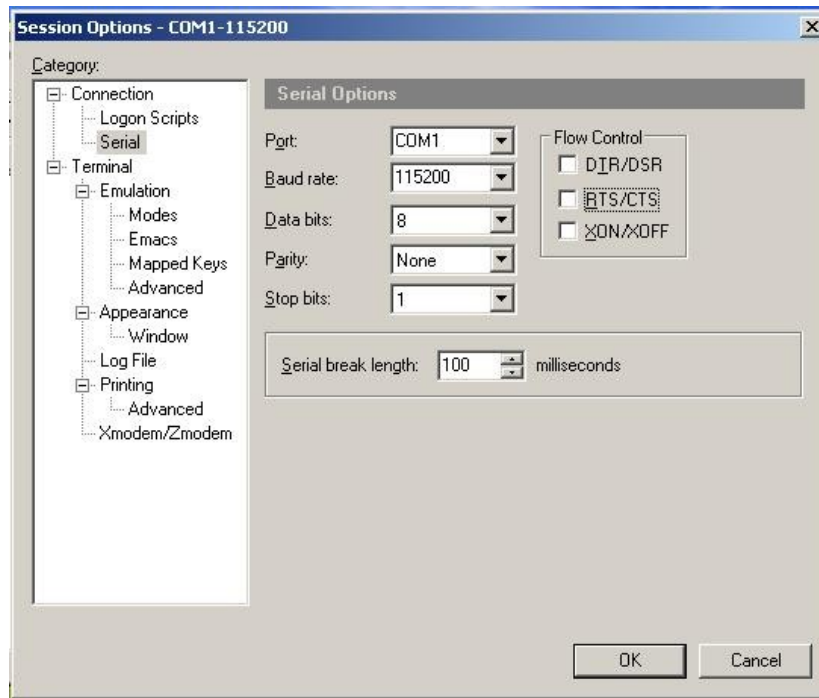 Session Options - COM1-115200
Category:
Connection
Logon Scripts
Serial
Terminal
Emulation
Modes
Emacs
Mapped Keys
Advanced
Appearance
Window
Log File
Printing
Advanced
Xmodem/Zmodem
Serial Options
Port: COM1
Baud rate: 115200
Data bits: 8
Parity: None
Stop bits: 1
Flow Control
DTR/DSR
RTS/CTS
XON/XOFF
Serial break length: 100 milliseconds
OK Cancel